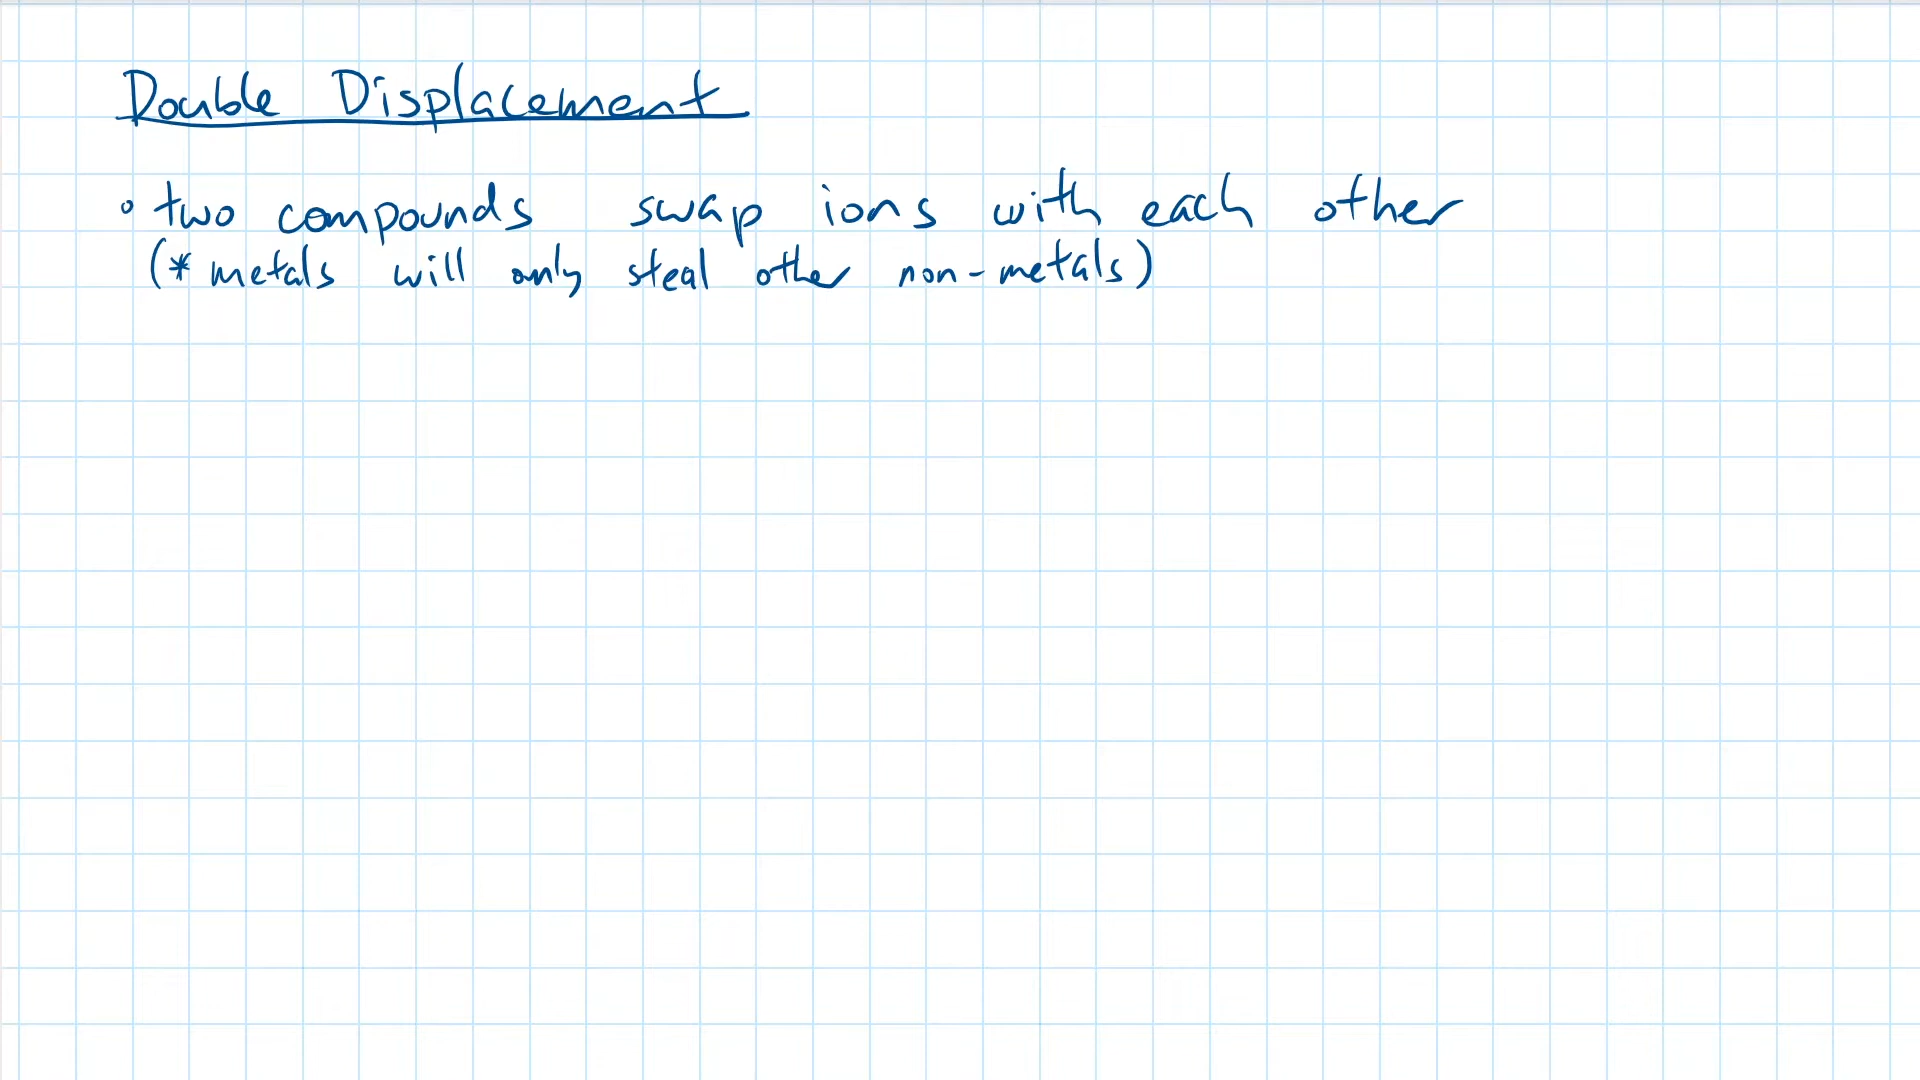 Double Displacement
• two compounds swap ions with each other
(* metals will only steal other non-metals)